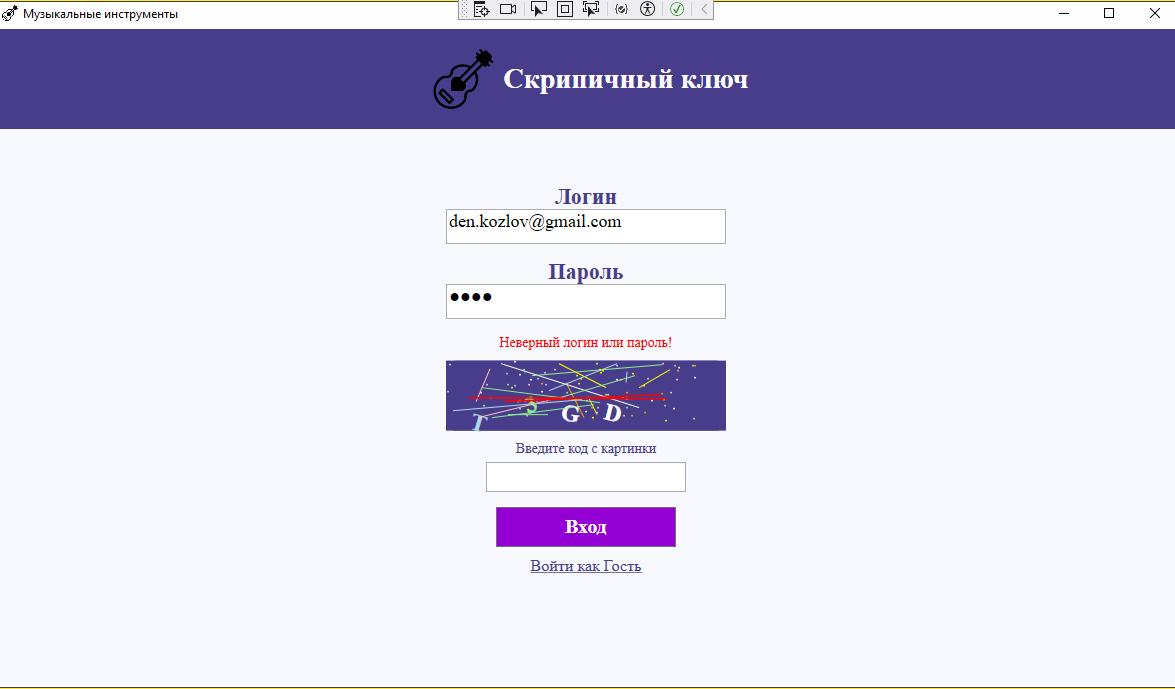 Музыкальные инструменты
Скрипичный ключ
Логин
den.kozlov@gmail.com
Пароль
Неверный логин или пароль!
G D
Введите код с картинки
Вход
Войти как Гость